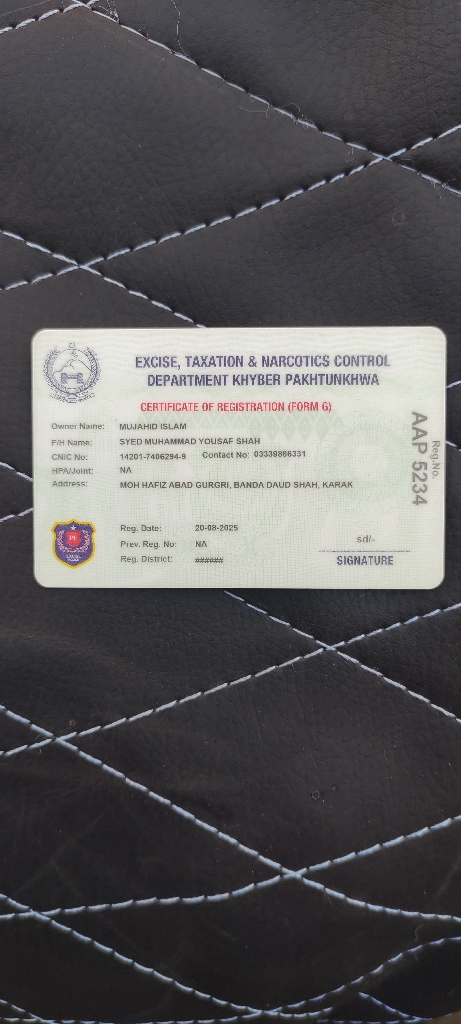 EXCISE, TAXATION & NARCOTICS CONTROL
DEPARTMENT KHYBER PAKHTUNKHWA
CERTIFICATE OF REGISTRATION (FORM G)
Owner Name: MUJAHID ISLAM
F/H Name: SYED MUHAMMAD YOUSAF SHAH
CNIC No: 14201-7406294-9 Contact No: 03339886331
HPA/Joint: NA
Address: MOH HAFIZ ABAD GURGRI, BANDA DAUD SHAH, KARAK
Reg.No.
AAP 5234
Reg. Date: 20-08-2025
Prev. Reg. No: NA
Reg. District: ######
sd/-
SIGNATURE